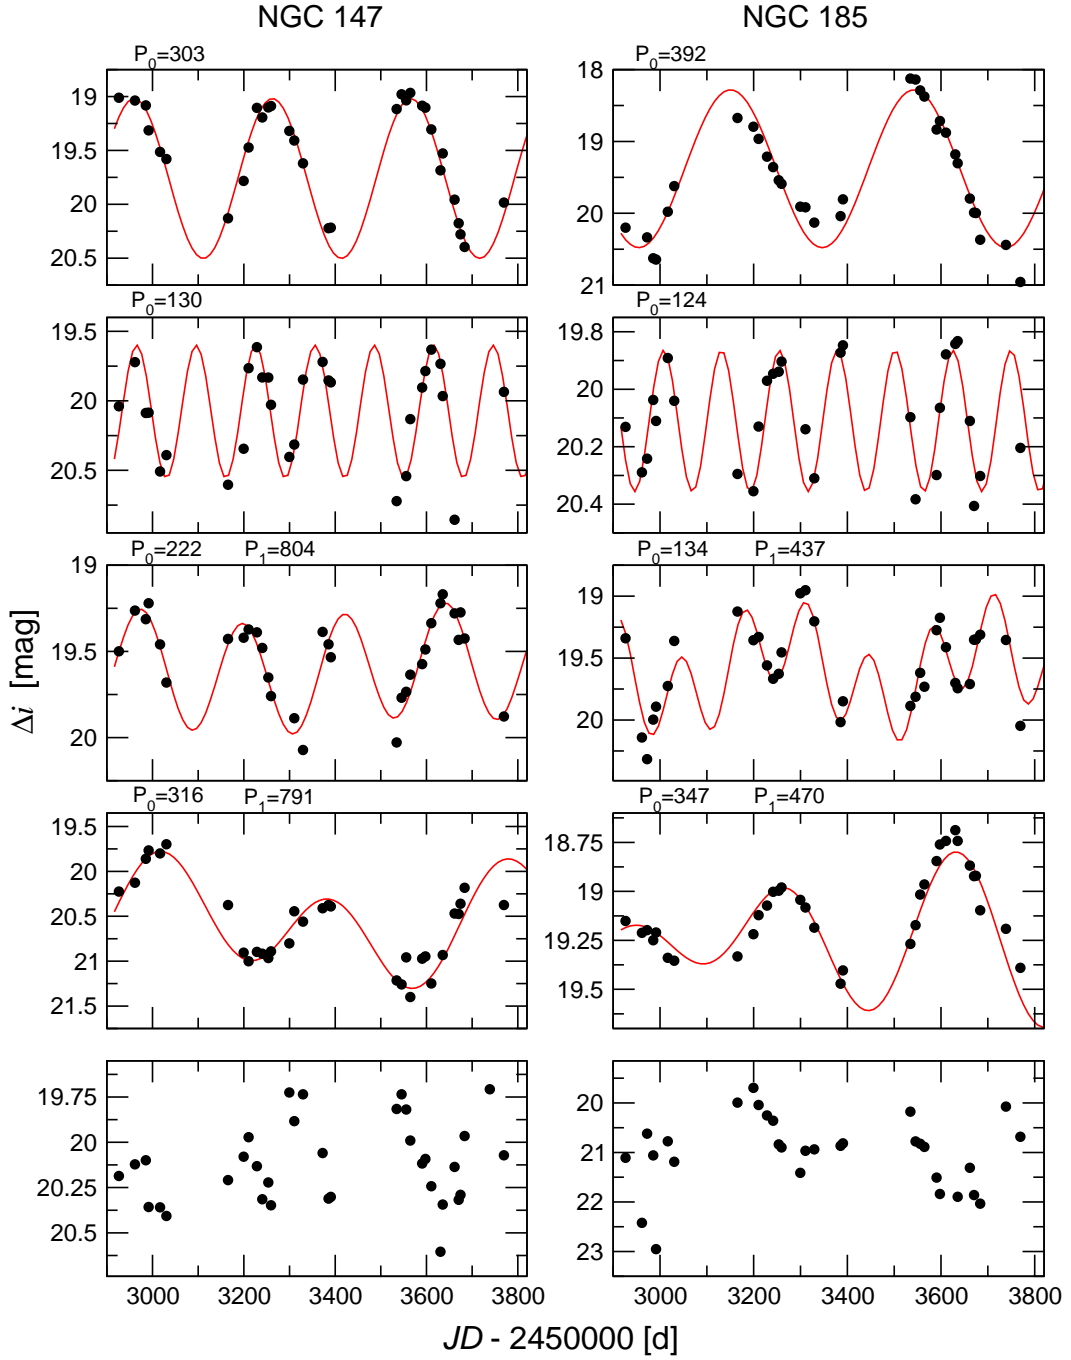 NGC 147
NGC 185
P0=303
P0=392
19
19.5
20
20.5
18
19
20
21
P0=130
P0=124
19.5
20
20.5
19.8
20
20.2
20.4
P0=222 P1=804
P0=134 P1=437
19
19.5
20
19
19.5
20
P0=316 P1=791
P0=347 P1=470
19.5
20
20.5
21
21.5
18.75
19
19.25
19.5
19.75
20
20.25
20.5
20
21
22
23
3000 3200 3400 3600 3800
3000 3200 3400 3600 3800
Δi [mag]
JD - 2450000 [d]